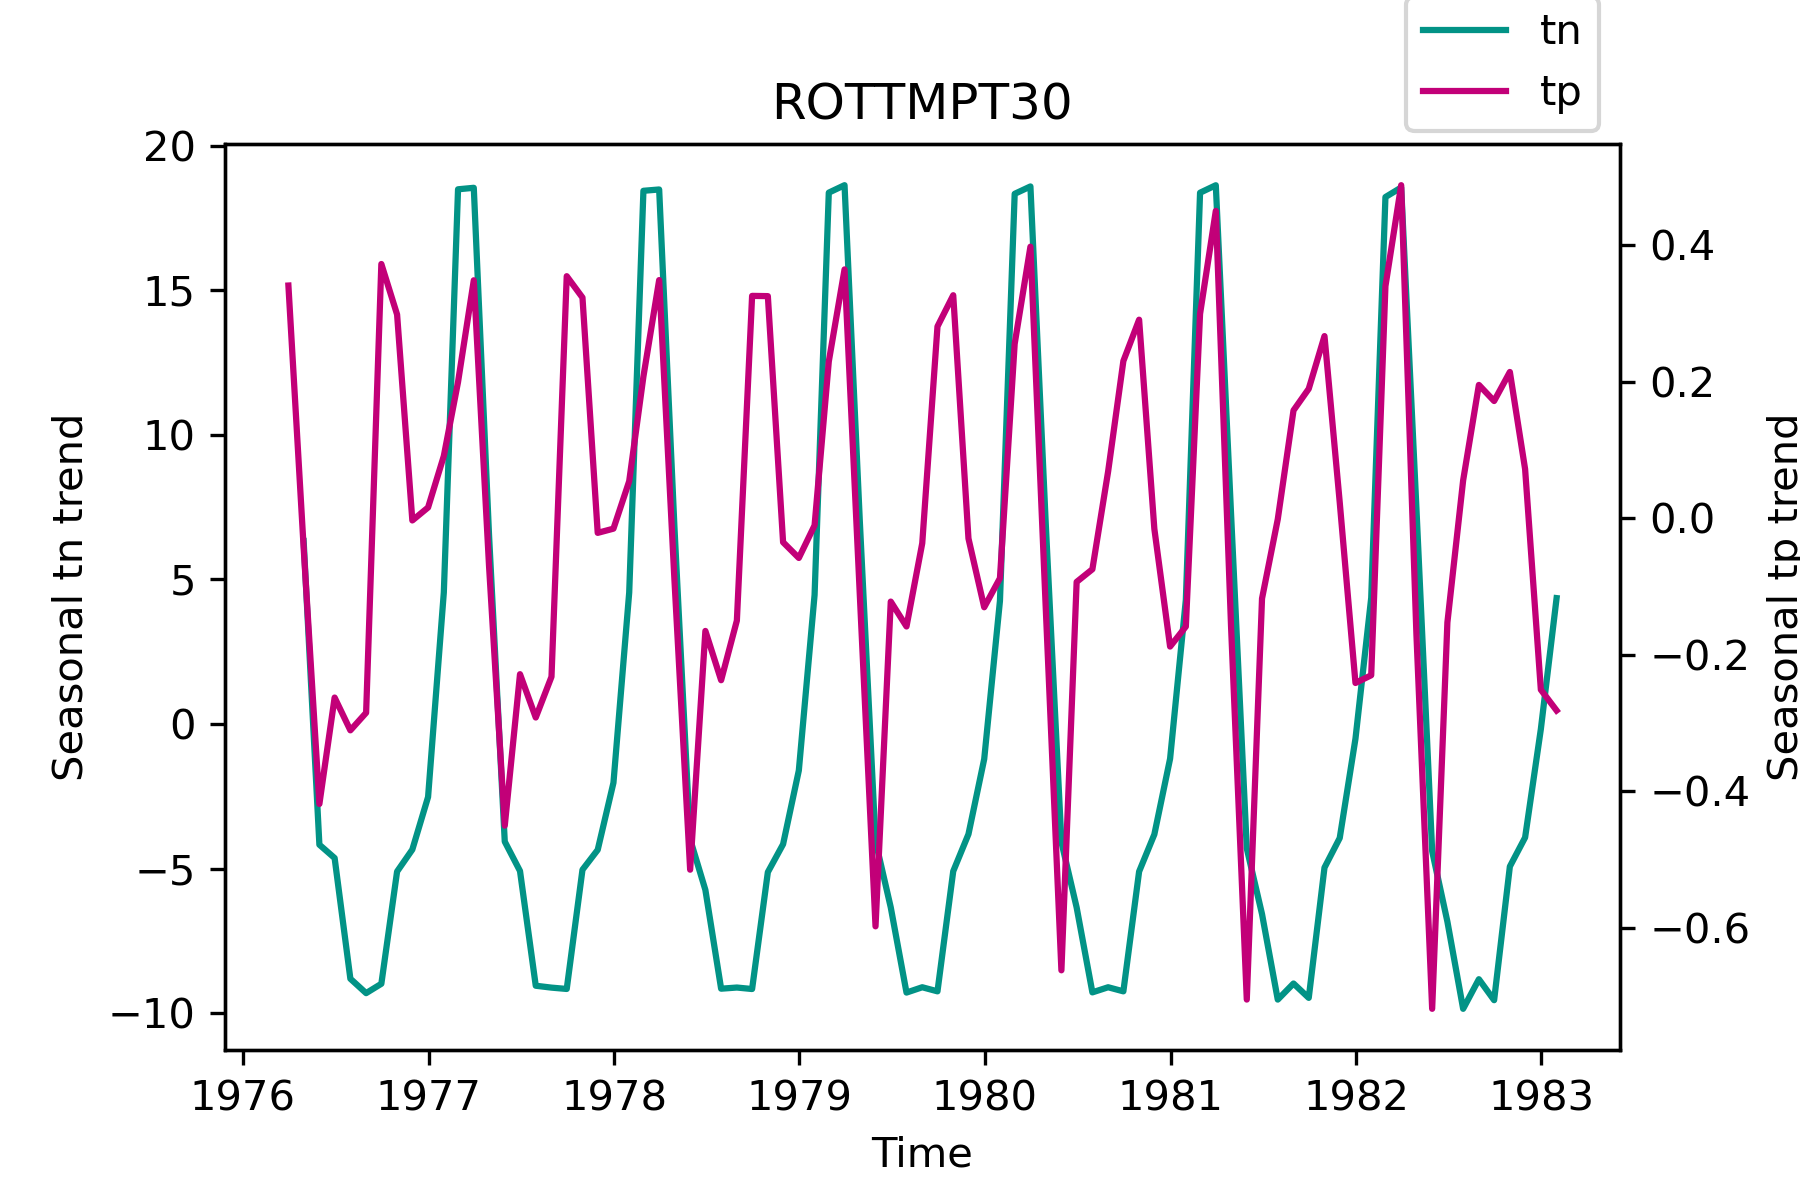 tn
tp
ROTTMPT30
20
15
10
5
0
−5
−10
Seasonal tn trend
0.4
0.2
0.0
−0.2
−0.4
−0.6
Seasonal tp trend
1976 1977 1978 1979 1980 1981 1982 1983
Time